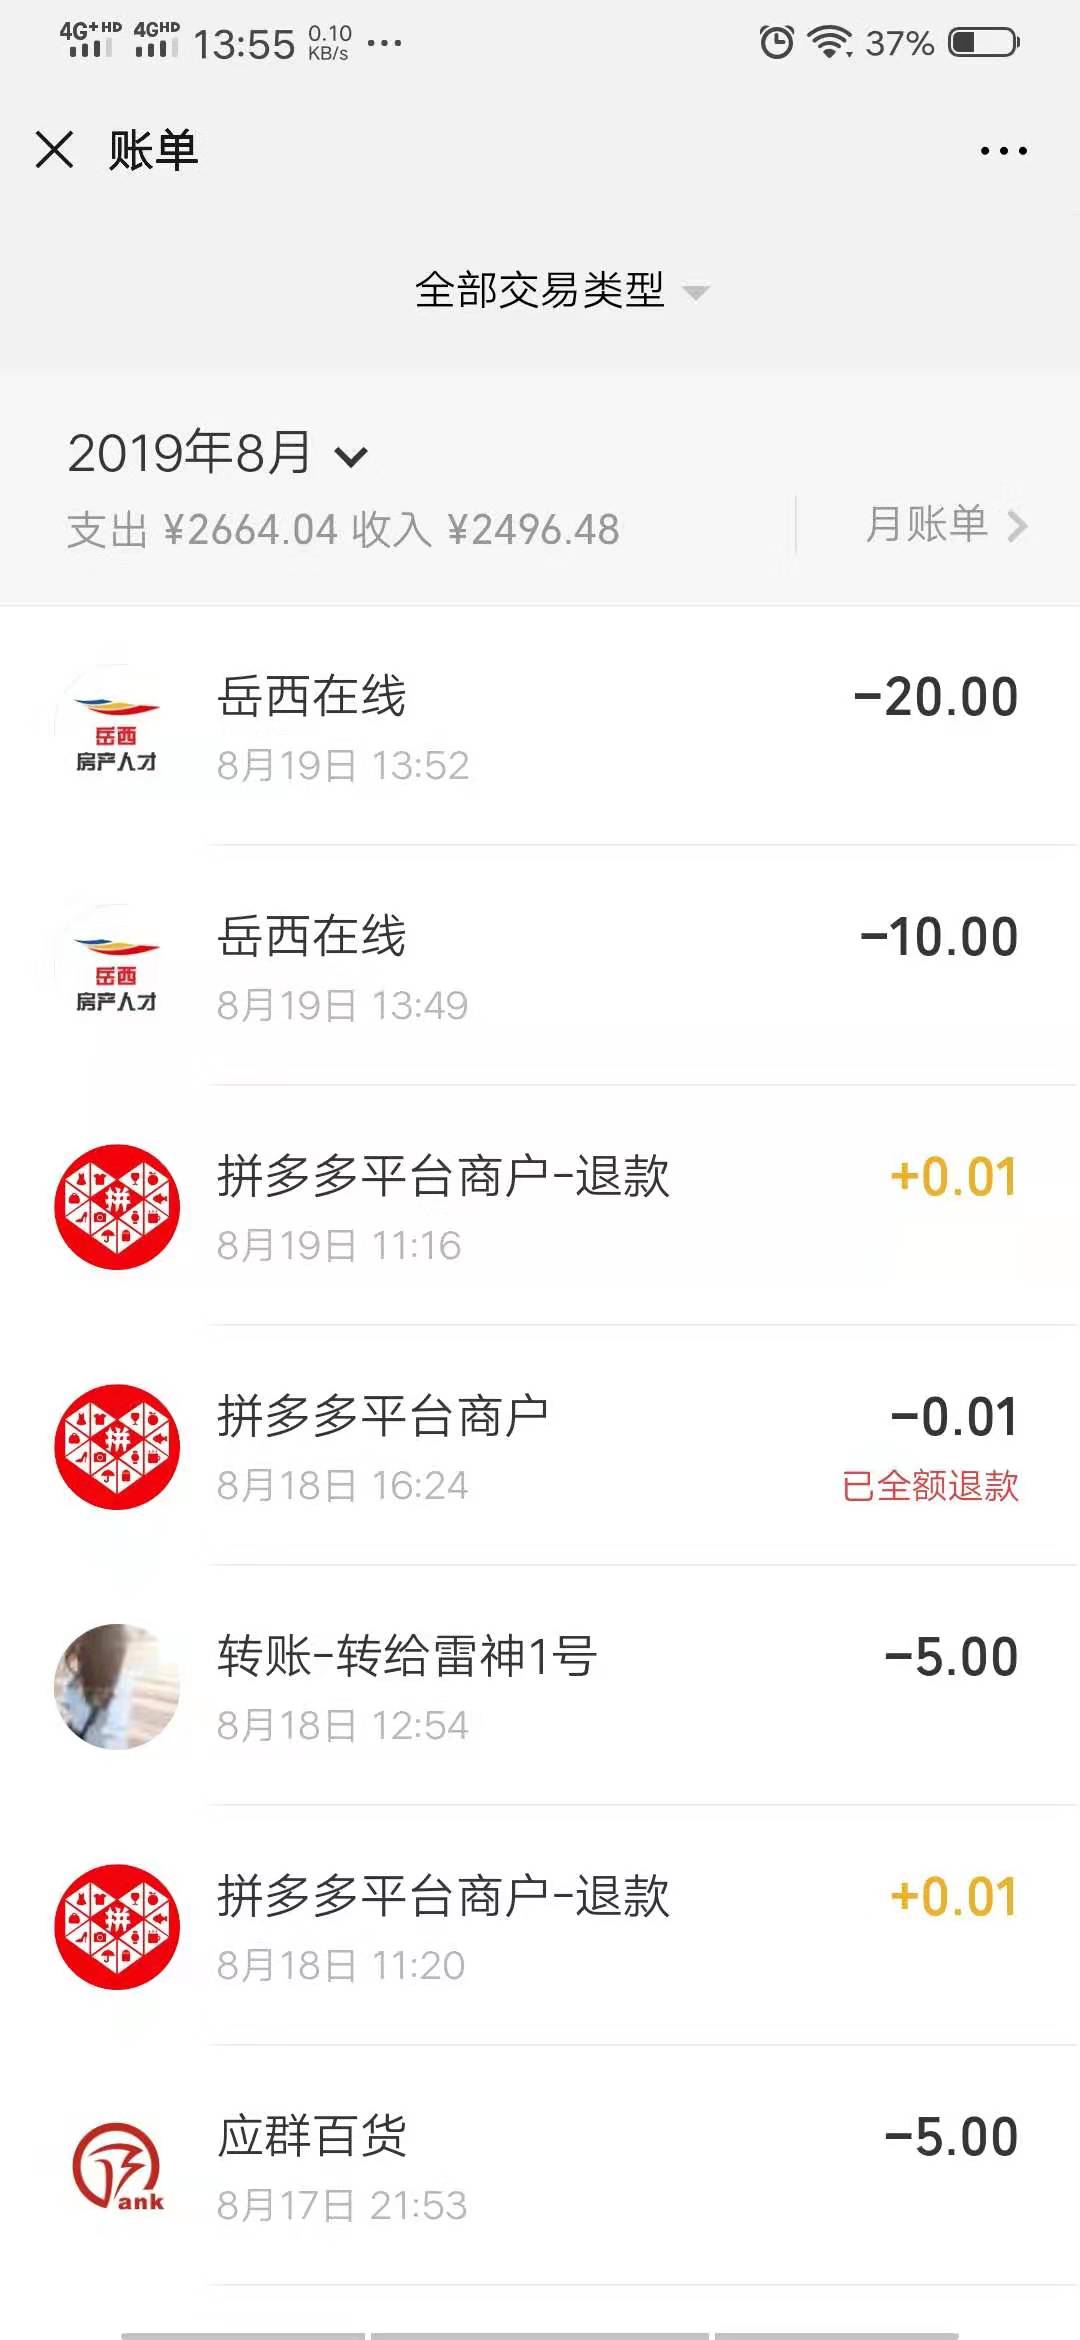 4G+HD 4GHD 13:55 0.10 KB/s ... 37%
账单
全部交易类型
2019年8月
支出 ¥2664.04 收入 ¥2496.48
月账单
岳西在线
-20.00
8月19日 13:52
岳西
房产人才
岳西在线
-10.00
8月19日 13:49
岳西
房产人才
拼多多平台商户-退款
+0.01
8月19日 11:16
拼
拼多多平台商户
-0.01
8月18日 16:24
已全额退款
拼
转账-转给雷神1号
-5.00
8月18日 12:54
拼多多平台商户-退款
+0.01
8月18日 11:20
拼
应群百货
-5.00
8月17日 21:53
ank